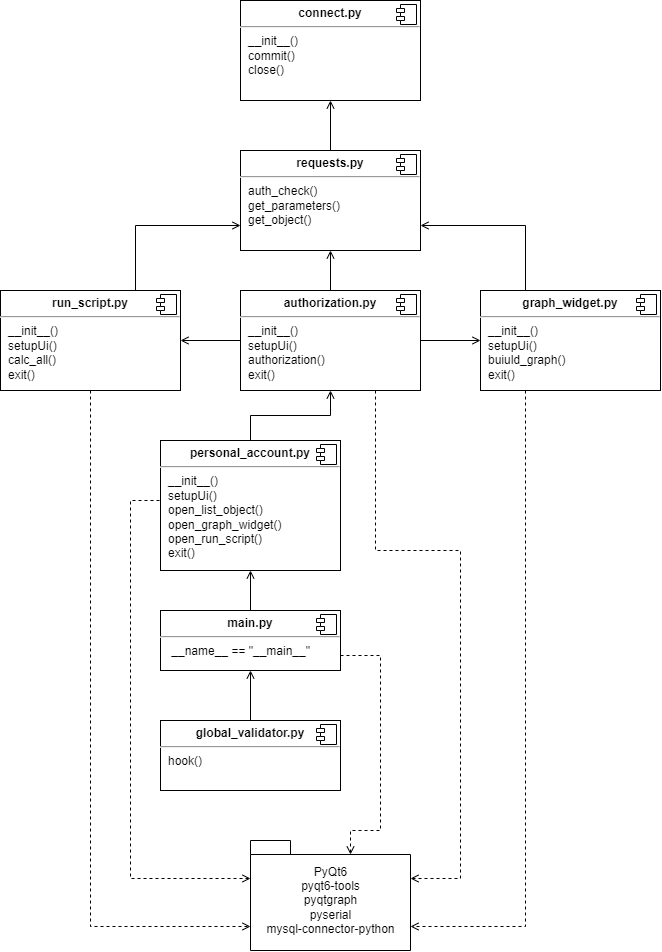 connect.py
__init__()
commit()
close()
requests.py
auth_check()
get_parameters()
get_object()
run_script.py
__init__()
setupUi()
calc_all()
exit()
authorization.py
__init__()
setupUi()
authorization()
exit()
graph_widget.py
__init__()
setupUi()
buiuld_graph()
exit()
personal_account.py
__init__()
setupUi()
open_list_object()
open_graph_widget()
open_run_script()
exit()
main.py
__name__ == "__main__"
global_validator.py
hook()
PyQt6
pyqt6-tools
pyqtgraph
pyserial
mysql-connector-python